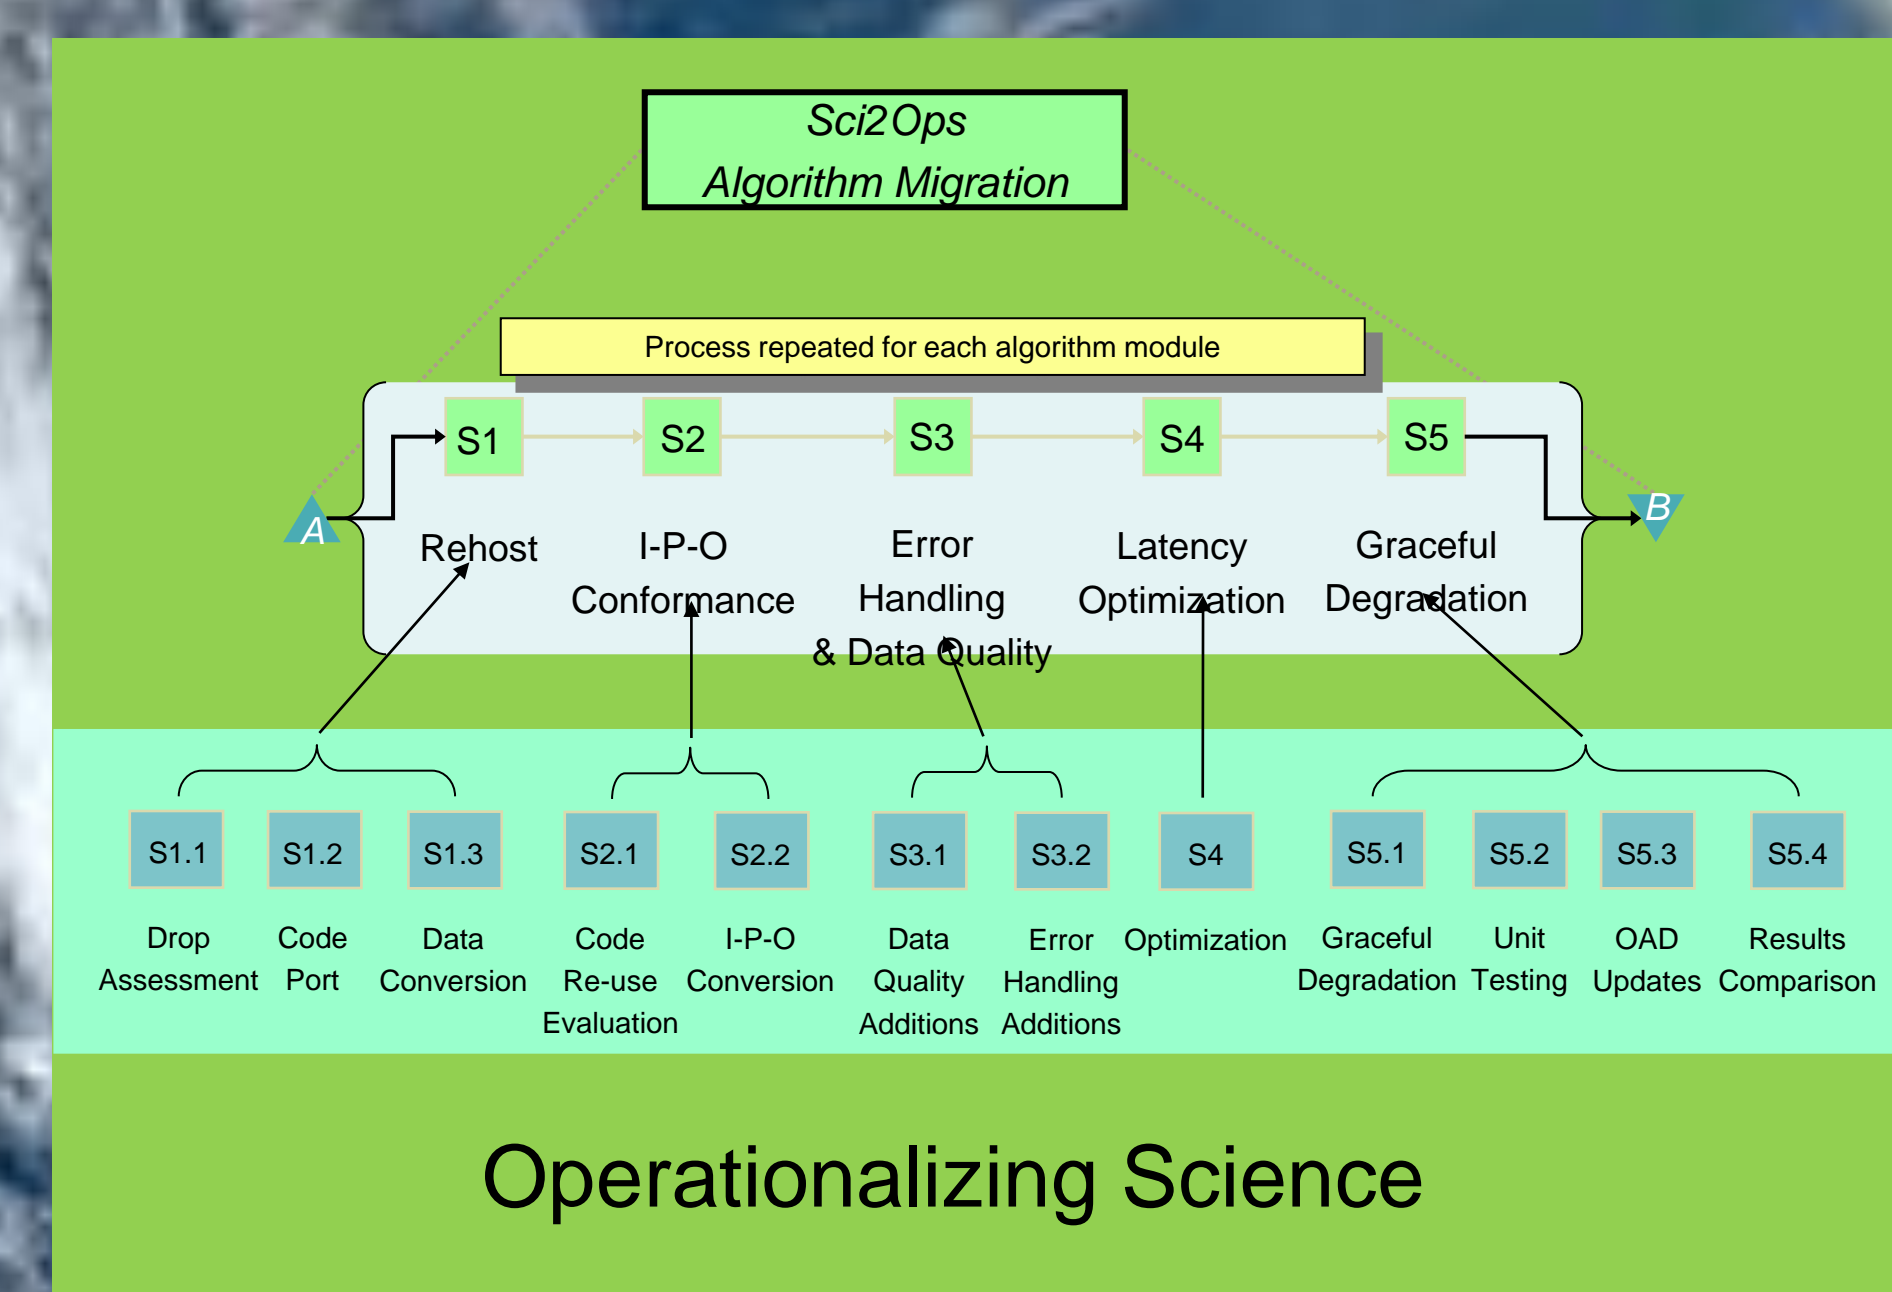 Sci2Ops
Algorithm Migration
Process repeated for each algorithm module
S1
S2
S3
S4
S5
A
B
Rehost
I-P-O
Conformance
Error
Handling
& Data Quality
Latency
Optimization
Graceful
Degradation
S1.1
S1.2
S1.3
S2.1
S2.2
S3.1
S3.2
S4
S5.1
S5.2
S5.3
S5.4
Drop
Assessment
Code
Port
Data
Conversion
Code
Re-use
Evaluation
I-P-O
Conversion
Data
Quality
Additions
Error
Handling
Additions
Optimization
Graceful
Degradation
Unit
Testing
OAD
Updates
Results
Comparison
Operationalizing Science